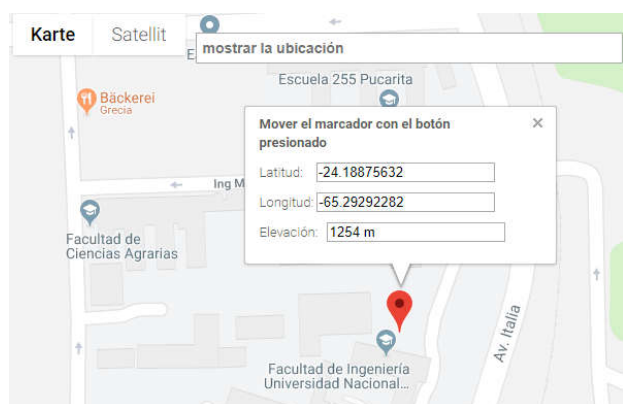 Karte Satellit
E
mostrar la ubicación
Escuela 255 Pucarita
Bäckerei
Grecia
Mover el marcador con el botón
presionado
×
Latitud: -24.18875632
Longitud: -65.29292282
Elevación: 1254 m
Ing M
Facultad de
Ciencias Agrarias
Av. Italia
Facultad de Ingeniería
Universidad Nacional...